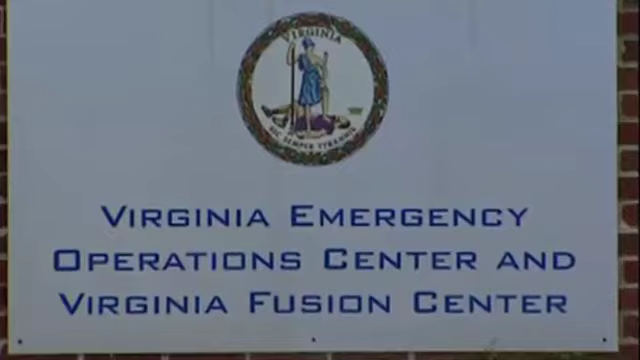 VIRGINIA
SIC SEMPER TYRANNIS
VIRGINIA EMERGENCY
OPERATIONS CENTER AND
VIRGINIA FUSION CENTER